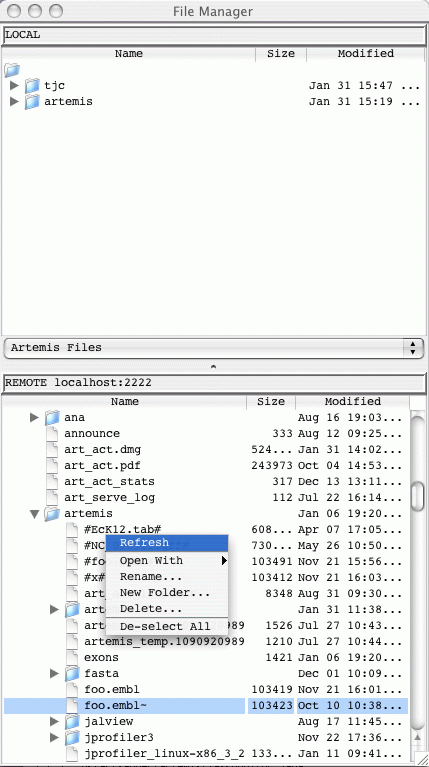 File Manager
LOCAL
Name Size Modified
tjc Jan 31 15:47 ...
artemis Jan 31 15:19 ...
Artemis Files
REMOTE localhost:2222
Name Size Modified
ana Aug 16 19:03...
announce 333 Aug 12 09:25...
art_act.dmg 524... Jan 31 14:02...
art_act.pdf 243973 Oct 04 14:53...
art_act_stats 317 Dec 13 13:11...
art_serve_log 112 Jul 22 16:14...
artemis Jan 06 19:20...
#EcK12.tab# 608... Apr 07 17:05...
Refresh
#NC 730... May 26 10:50...
Open With
#fo 103491 Nov 21 15:56...
Rename...
#x# 103412 Nov 21 16:03...
New Folder...
art 8348 Aug 31 09:30...
Delete...
art Jan 31 11:38...
De-select All
art 989 1526 Jul 27 10:43...
artemis_temp.1090920989 1210 Jul 27 10:44...
exons 1421 Jan 06 19:20...
fasta Dec 01 10:09...
foo.embl 103419 Nov 21 16:01...
foo.embl~ 103423 Oct 10 10:38...
jalview Aug 17 11:45...
jprofiler3 Nov 22 17:36...
jprofiler_linux-x86_3_2 133... Jan 11 09:41...